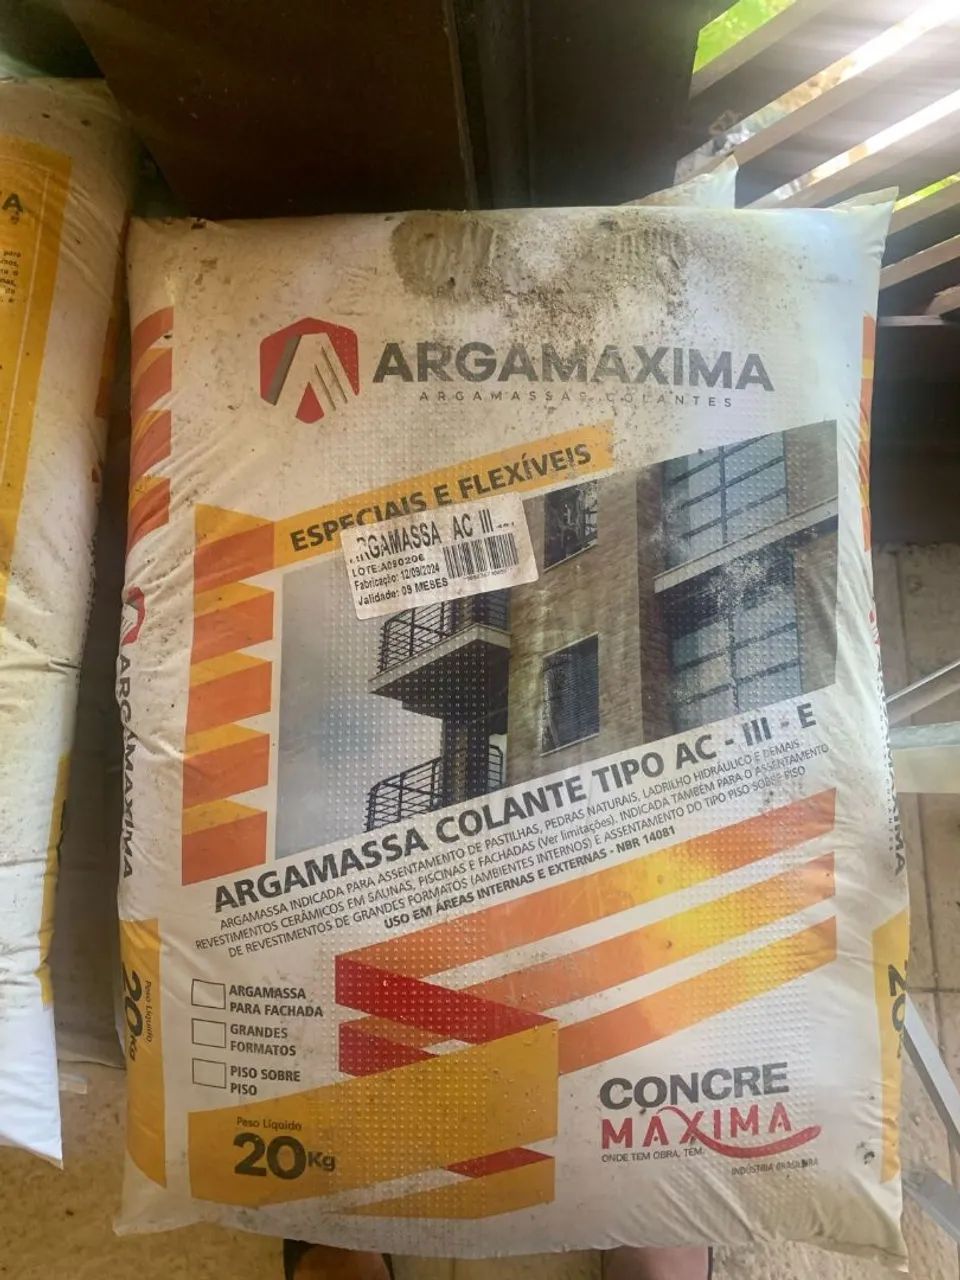 ARGAMAXIMA
ARGAMASSAS COLANTES
ESPECIAIS E FLEXÍVEIS
RGAMASSA AC III
LOTE:A090206
Fabricação: 12/09/2024
Validade: 09 MESES
ARGAMASSA COLANTE TIPO AC - III - E
ARGAMASSA INDICADA PARA ASSENTAMENTO DE PASTILHAS, PEDRAS NATURAIS, LADRILHO HIDRÁULICO E DEMAIS
REVESTIMENTOS CERÂMICOS EM SAUNAS, PISCINAS E FACHADAS (Ver limitações). INDICADA TAMBÉM PARA O ASSENTAMENTO
DE REVESTIMENTOS DE GRANDES FORMATOS (AMBIENTES INTERNOS) E ASSENTAMENTO DO TIPO PISO SOBRE PISO
USO EM ÁREAS INTERNAS E EXTERNAS - NBR 14081
ARGAMASSA
PARA FACHADA
GRANDES
FORMATOS
PISO SOBRE
PISO
Peso Líquido
20Kg
CONCRE
MAXIMA
ONDE TEM OBRA, TEM.
INDÚSTRIA BRASILEIRA
ARGAMAXIMA
Peso Líquido
20Kg
20